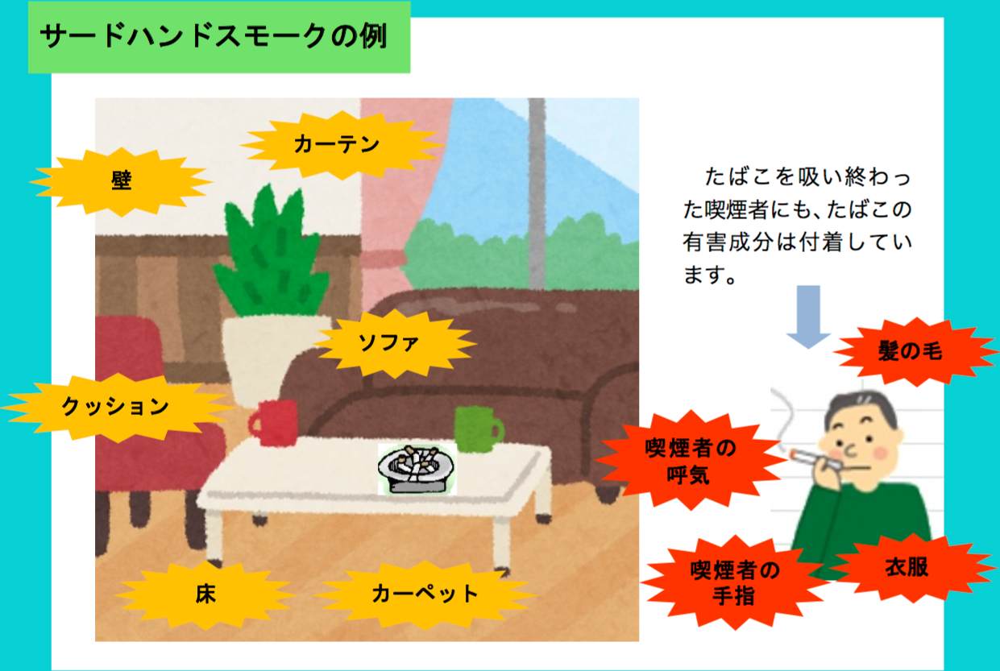 サードハンドスモークの例
カーテン
壁
ソファ
クッション
床
カーペット
たばこを吸い終わっ
た喫煙者にも、たばこの
有害成分は付着してい
ます。
髪の毛
喫煙者の
呼気
喫煙者の
手指
衣服